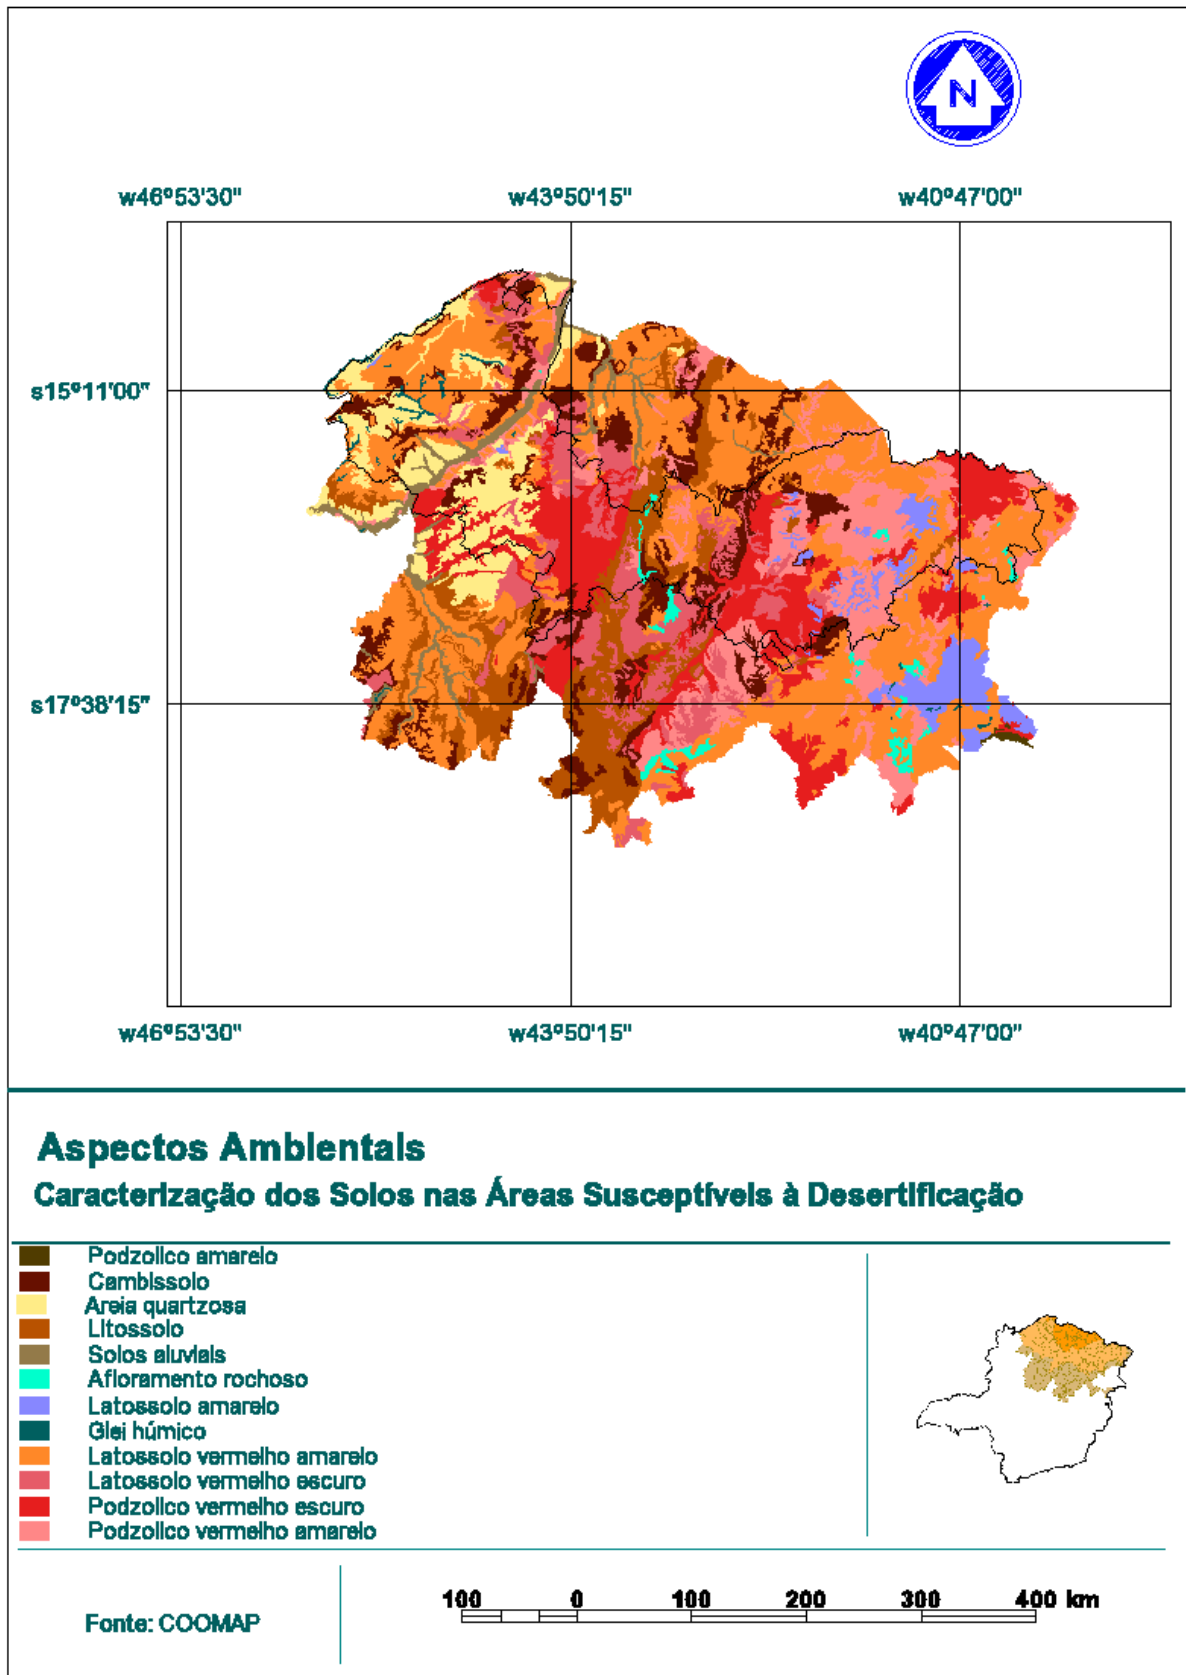 N
w46º53'30" w43º50'15" w40º47'00"
s15º11'00"
s17º38'15"
w46º53'30" w43º50'15" w40º47'00"
Aspectos Ambientais
Caracterização dos Solos nas Áreas Susceptíveis à Desertificação
Podzolico amarelo
Cambissolo
Areia quartzosa
Litossolo
Solos aluviais
Afloramento rochoso
Latossolo amarelo
Glei húmico
Latossolo vermelho amarelo
Latossolo vermelho escuro
Podzolico vermelho escuro
Podzolico vermelho amarelo
Fonte: COOMAP
100 0 100 200 300 400 km